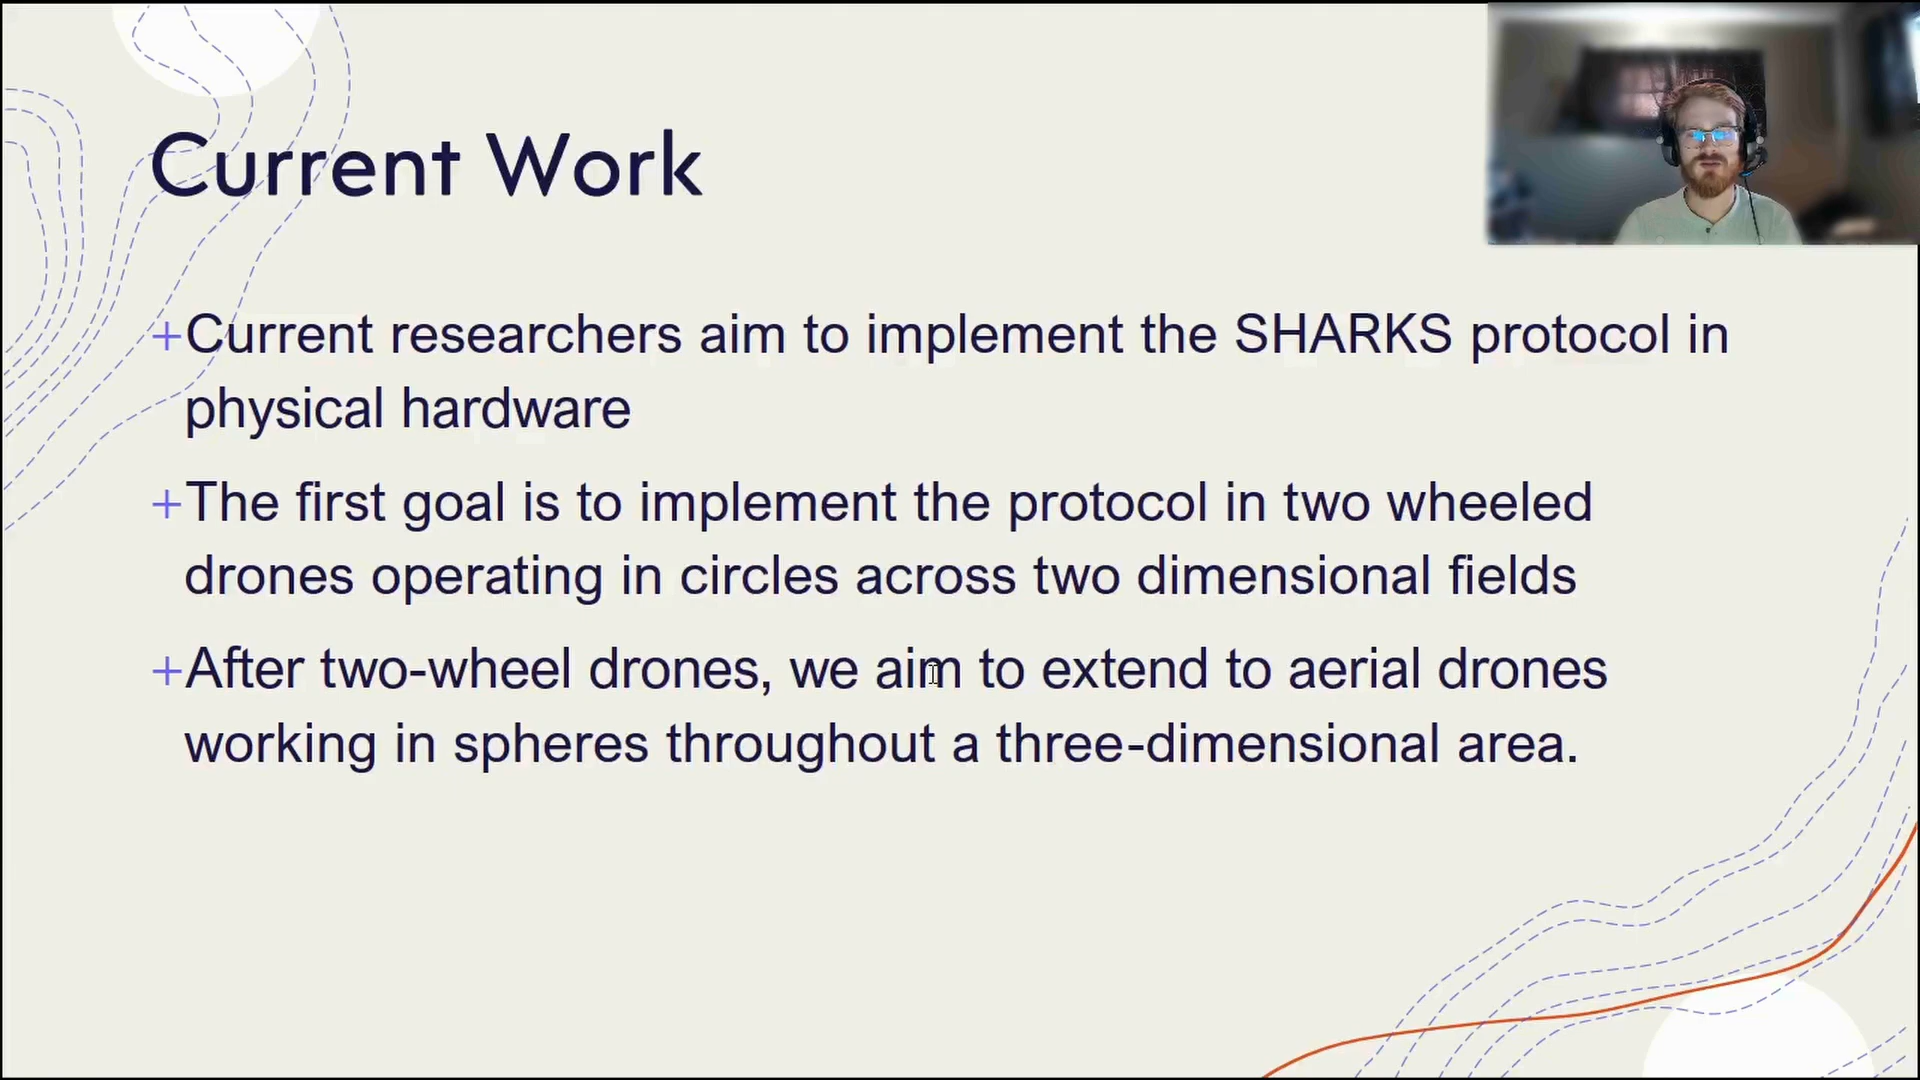 Current Work
+Current researchers aim to implement the SHARKS protocol in
physical hardware
+The first goal is to implement the protocol in two wheeled
drones operating in circles across two dimensional fields
+After two-wheel drones, we aim to extend to aerial drones
working in spheres throughout a three-dimensional area.